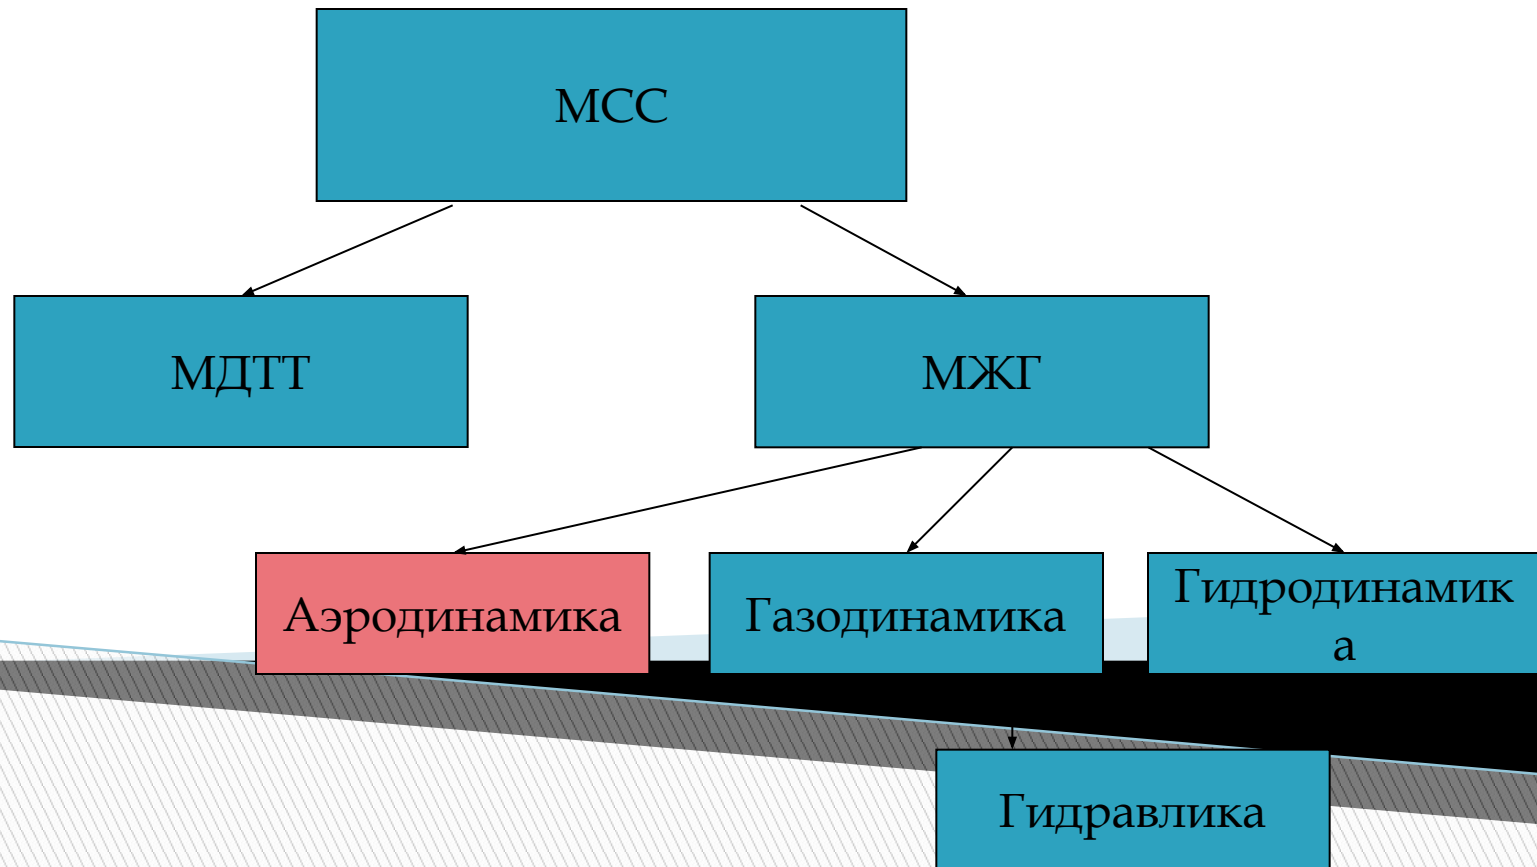 МСС
МДТТ
МЖГ
Аэродинамика
Газодинамика
Гидродинамик
а
Гидравлика